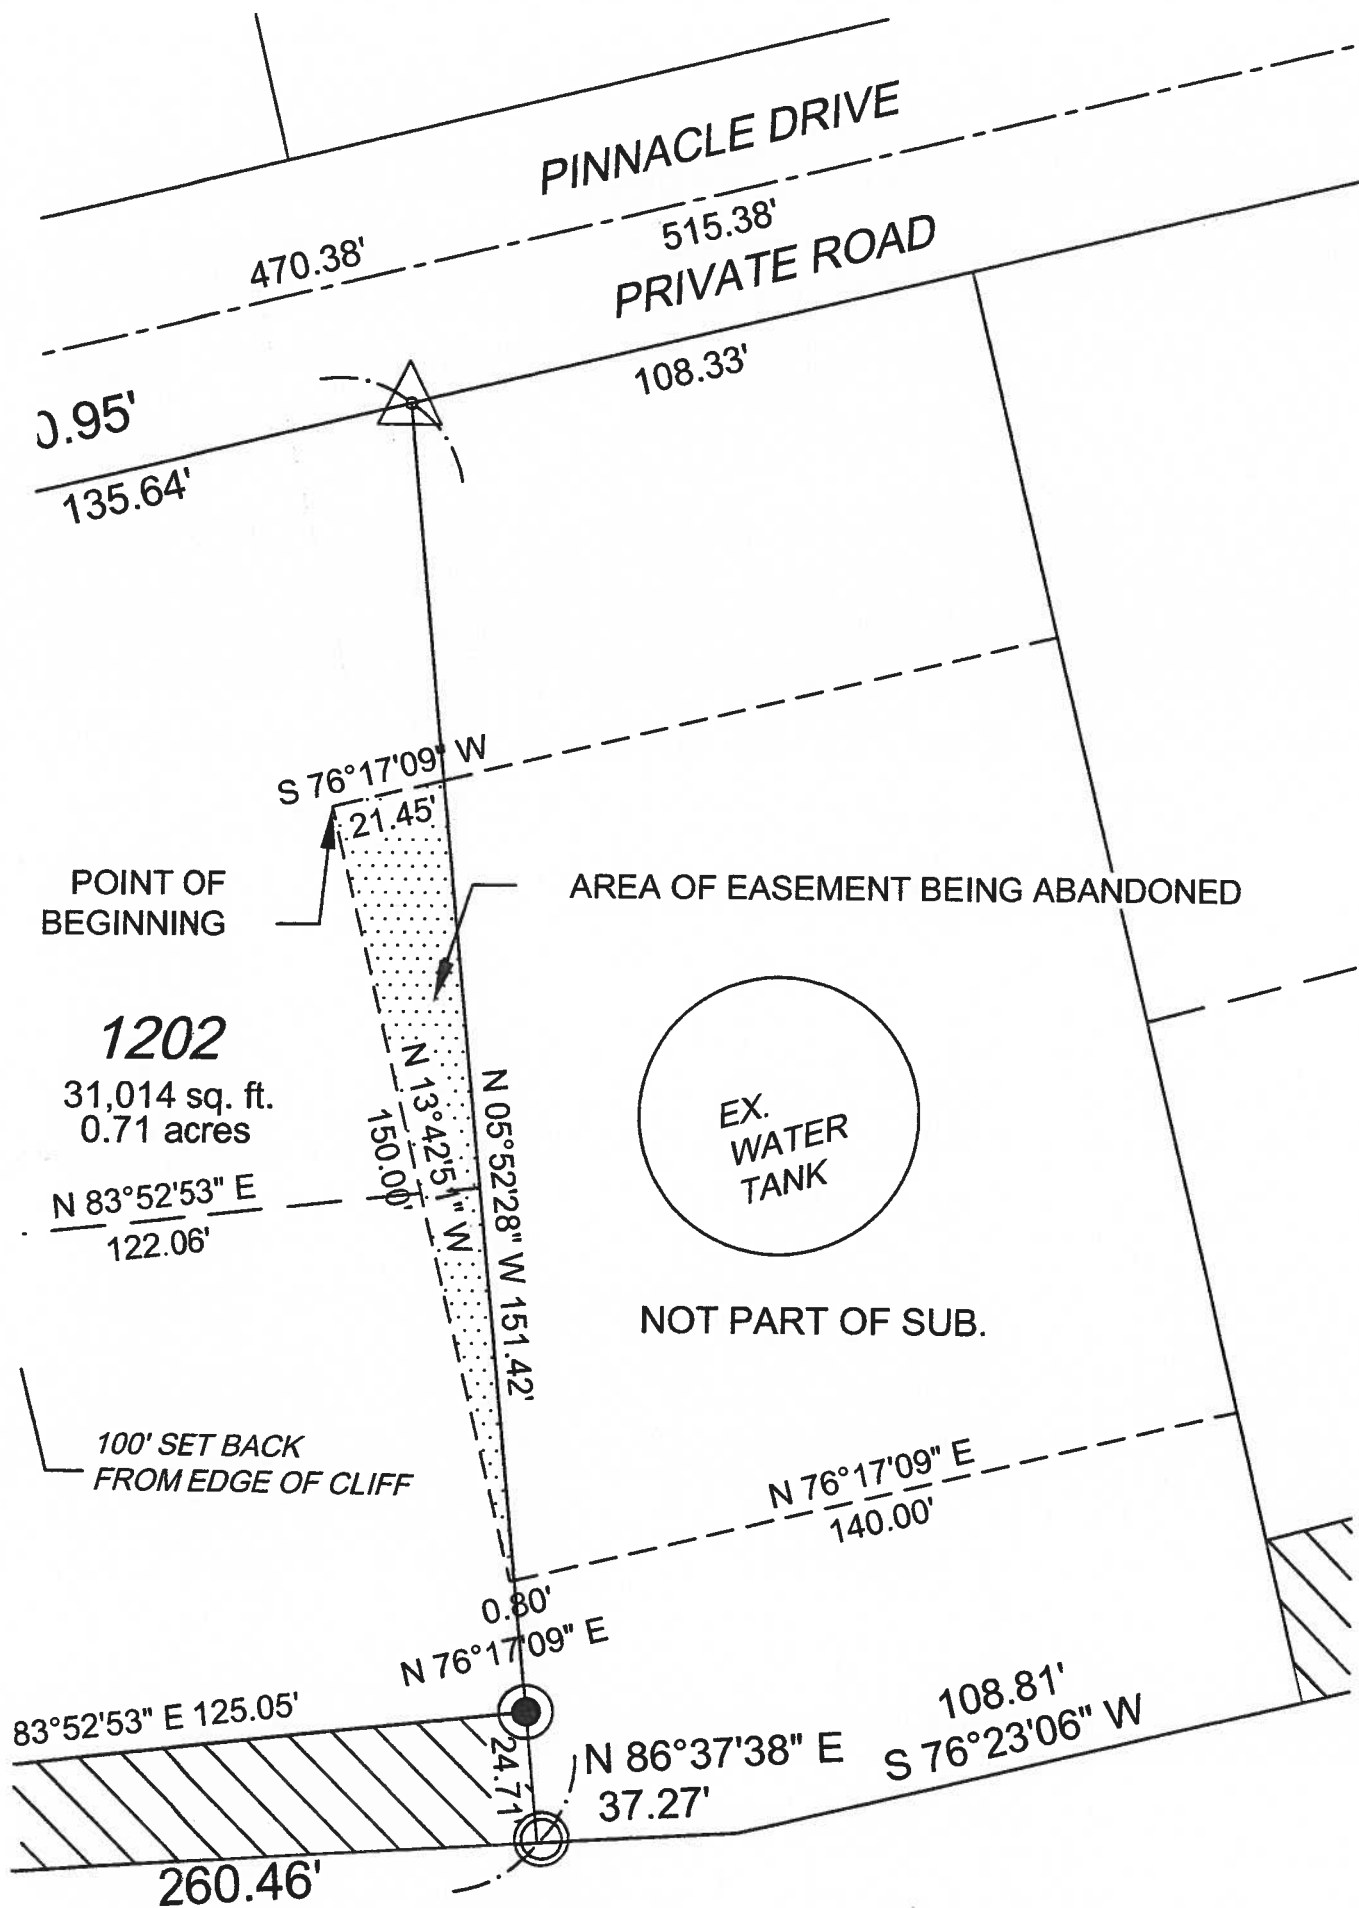 PINNACLE DRIVE
470.38'
515.38'
PRIVATE ROAD
108.33'
0.95'
135.64'
S 76°17'09" W
21.45'
POINT OF
BEGINNING
AREA OF EASEMENT BEING ABANDONED
1202
31,014 sq. ft.
0.71 acres
N 13°42'51" W
150.00'
N 05°52'28" W 151.42'
EX.
WATER
TANK
N 83°52'53" E
122.06'
NOT PART OF SUB.
100' SET BACK
FROM EDGE OF CLIFF
N 76°17'09" E
140.00'
0.80'
N 76°17'09" E
83°52'53" E 125.05'
24.71'
N 86°37'38" E
37.27'
108.81'
S 76°23'06" W
260.46'